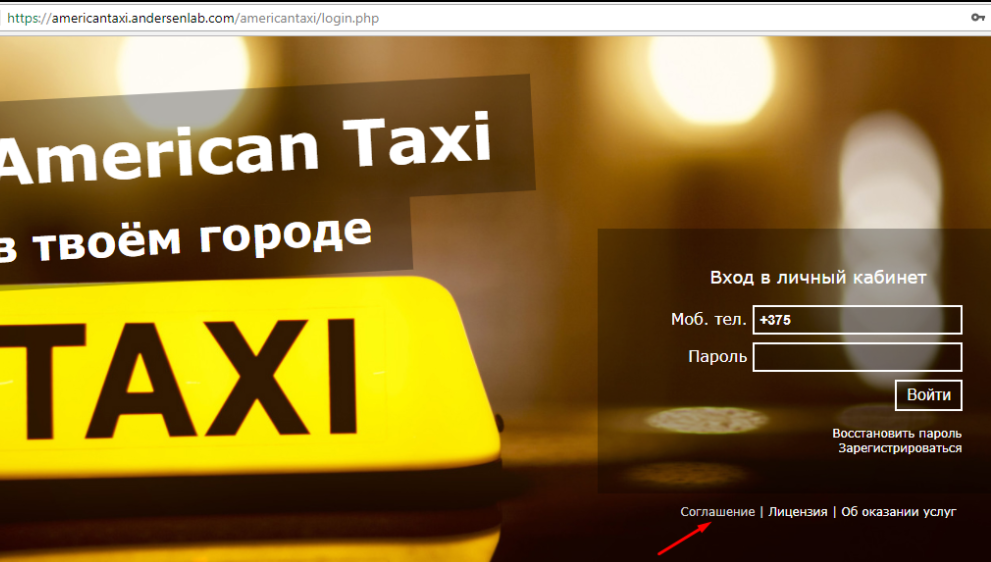 https://americantaxi.andersenlab.com/americantaxi/login.php
American Taxi
в твоём городе
TAXI
Вход в личный кабинет
Моб. тел. +375
Пароль
Войти
Восстановить пароль
Зарегистрироваться
Соглашение | Лицензия | Об оказании услуг